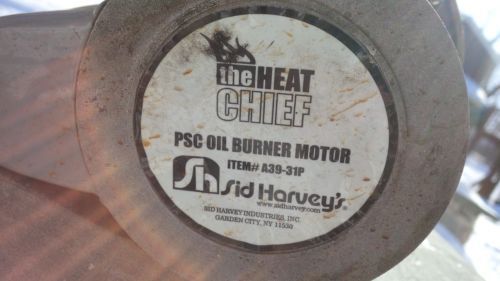 the HEAT
CHIEF
PSC OIL BURNER MOTOR
ITEM# A39-31P
Sh Sid Harvey's®
www.sidharvey.com
SID HARVEY INDUSTRIES, INC.
GARDEN CITY, NY 11530